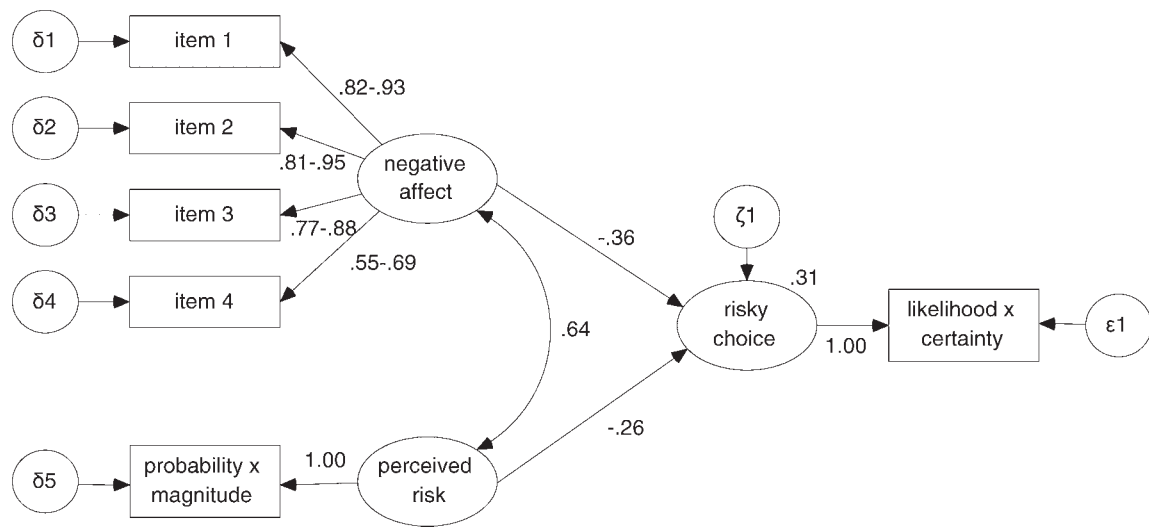 δ1
item 1
.82-.93
δ2
item 2
.81-.95
negative
affect
δ3
item 3
.77-.88
ζ1
-.36
.55-.69
δ4
item 4
.31
risky
choice
likelihood x
certainty
ε1
1.00
.64
-.26
δ5
probability x
magnitude
1.00
perceived
risk